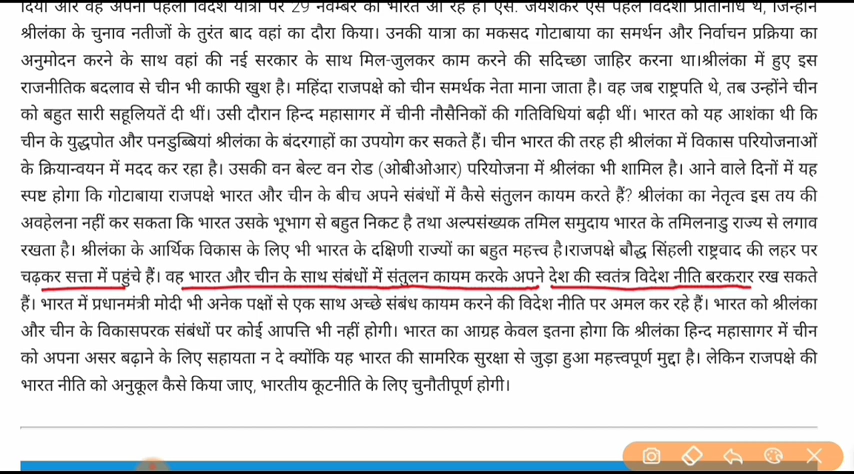 दिया और वह अपनी पहली विदेश यात्रा पर 29 नवम्बर को भारत आ रहे हैं। एस. जयशंकर ऐसे पहले विदेशी प्रतिनिधि थे, जिन्होंने
श्रीलंका के चुनाव नतीजों के तुरंत बाद वहां का दौरा किया। उनकी यात्रा का मकसद गोटाबाया का समर्थन और निर्वाचन प्रक्रिया का
अनुमोदन करने के साथ वहां की नई सरकार के साथ मिल-जुलकर काम करने की सदिच्छा जाहिर करना था।श्रीलंका में हुए इस
राजनीतिक बदलाव से चीन भी काफी खुश है। महिंदा राजपक्षे को चीन समर्थक नेता माना जाता है। वह जब राष्ट्रपति थे, तब उन्होंने चीन
को बहुत सारी सहूलियतें दी थीं। उसी दौरान हिन्द महासागर में चीनी नौसैनिकों की गतिविधियां बढ़ी थीं। भारत को यह आशंका थी कि
चीन के युद्धपोत और पनडुब्बियां श्रीलंका के बंदरगाहों का उपयोग कर सकते हैं। चीन भारत की तरह ही श्रीलंका में विकास परियोजनाओं
के क्रियान्वयन में मदद कर रहा है। उसकी वन बेल्ट वन रोड (ओबीओआर) परियोजना में श्रीलंका भी शामिल है। आने वाले दिनों में यह
स्पष्ट होगा कि गोटाबाया राजपक्षे भारत और चीन के बीच अपने संबंधों में कैसे संतुलन कायम करते हैं? श्रीलंका का नेतृत्व इस तय की
अवहेलना नहीं कर सकता कि भारत उसके भूभाग से बहुत निकट है तथा अल्पसंख्यक तमिल समुदाय भारत के तमिलनाडु राज्य से लगाव
रखता है। श्रीलंका के आर्थिक विकास के लिए भी भारत के दक्षिणी राज्यों का बहुत महत्त्व है।राजपक्षे बौद्ध सिंहली राष्ट्रवाद की लहर पर
चढ़कर सत्ता में पहुंचे हैं। वह भारत और चीन के साथ संबंधों में संतुलन कायम करके अपने देश की स्वतंत्र विदेश नीति बरकरार रख सकते
हैं। भारत में प्रधानमंत्री मोदी भी अनेक पक्षों से एक साथ अच्छे संबंध कायम करने की विदेश नीति पर अमल कर रहे हैं। भारत को श्रीलंका
और चीन के विकासपरक संबंधों पर कोई आपत्ति भी नहीं होगी। भारत का आग्रह केवल इतना होगा कि श्रीलंका हिन्द महासागर में चीन
को अपना असर बढ़ाने के लिए सहायता न दे क्योंकि यह भारत की सामरिक सुरक्षा से जुड़ा हुआ महत्त्वपूर्ण मुद्दा है। लेकिन राजपक्षे की
भारत नीति को अनुकूल कैसे किया जाए, भारतीय कूटनीति के लिए चुनौतीपूर्ण होगी।